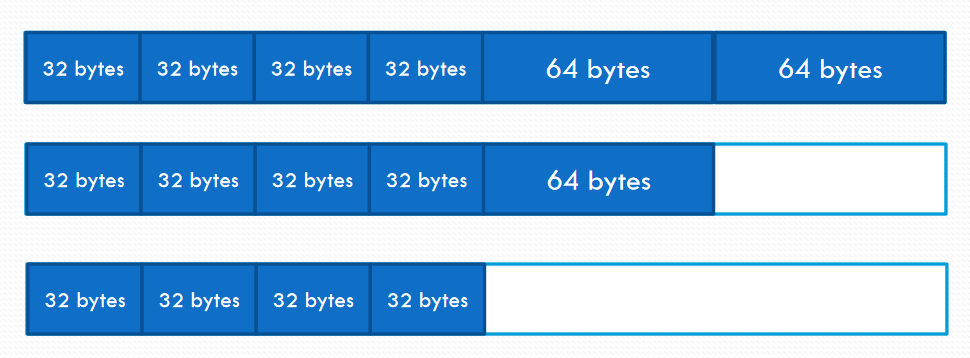 32 bytes 32 bytes 32 bytes 32 bytes 64 bytes 64 bytes
32 bytes 32 bytes 32 bytes 32 bytes 64 bytes
32 bytes 32 bytes 32 bytes 32 bytes